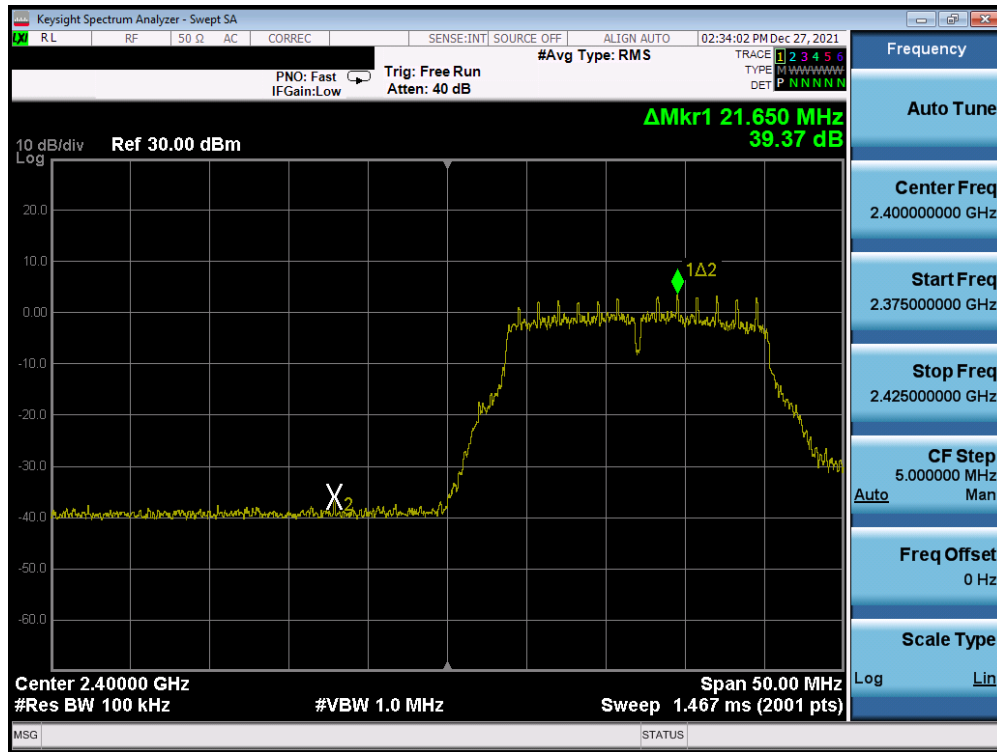 Keysight Spectrum Analyzer - Swept SA
LXI RL RF 50 Ω AC CORREC SENSE:INT SOURCE OFF ALIGN AUTO 02:34:02 PM Dec 27, 2021
#Avg Type: RMS
TRACE 1 2 3 4 5 6
PNO: Fast Trig: Free Run
TYPE M WWWWW
IFGain:Low Atten: 40 dB
DET P N N N N N
ΔMkr1 21.650 MHz
39.37 dB
10 dB/div Ref 30.00 dBm
Log
20.0
10.0
1Δ2
0.00
-10.0
-20.0
-30.0
X2
-40.0
-50.0
-60.0
Center 2.40000 GHz Span 50.00 MHz
#Res BW 100 kHz #VBW 1.0 MHz Sweep 1.467 ms (2001 pts)
MSG STATUS
Frequency
Auto Tune
Center Freq
2.400000000 GHz
Start Freq
2.375000000 GHz
Stop Freq
2.425000000 GHz
CF Step
5.000000 MHz
Auto Man
Freq Offset
0 Hz
Scale Type
Log Lin